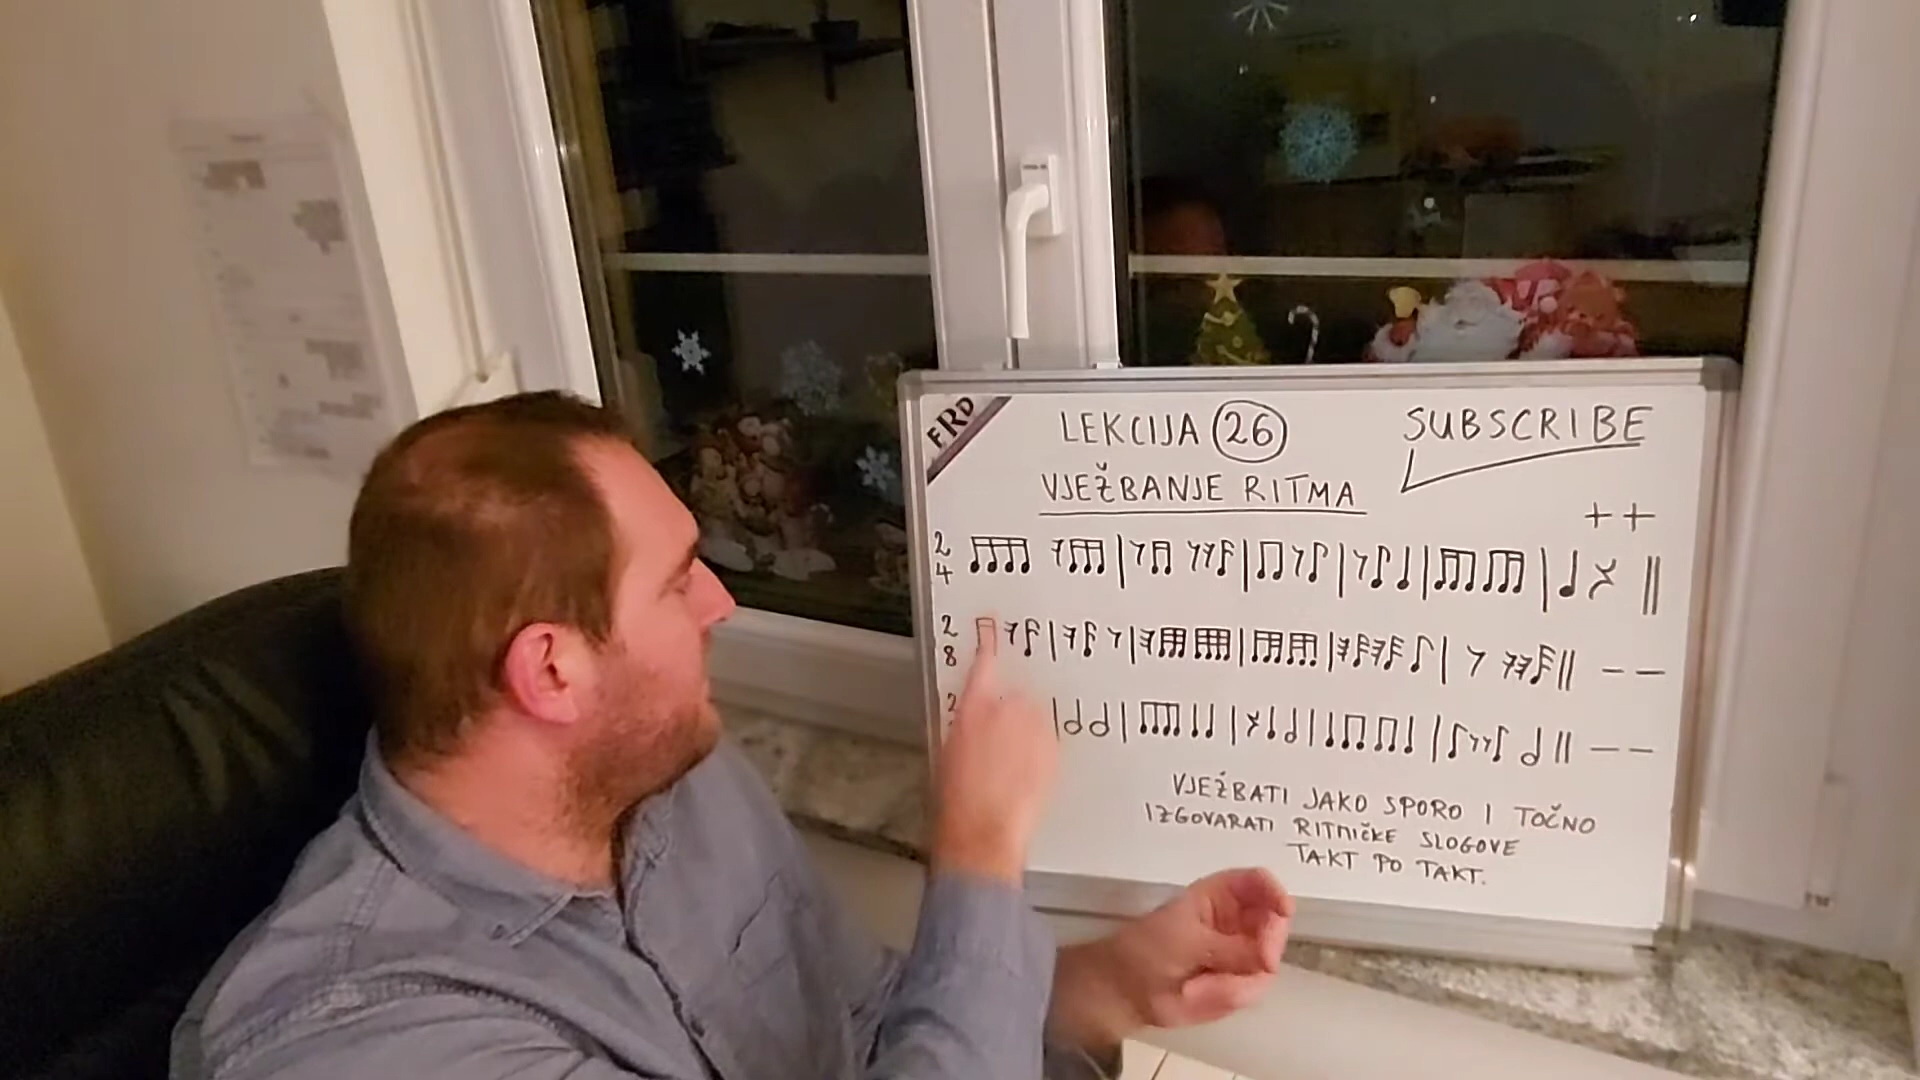 FRD
LEKCIJA 26
SUBSCRIBE
VJEŽBANJE RITMA
++
2
4
2
8
2
VJEŽBATI JAKO SPORO I TOČNO
IZGOVARATI RITMIČKE SLOGOVE
TAKT PO TAKT.